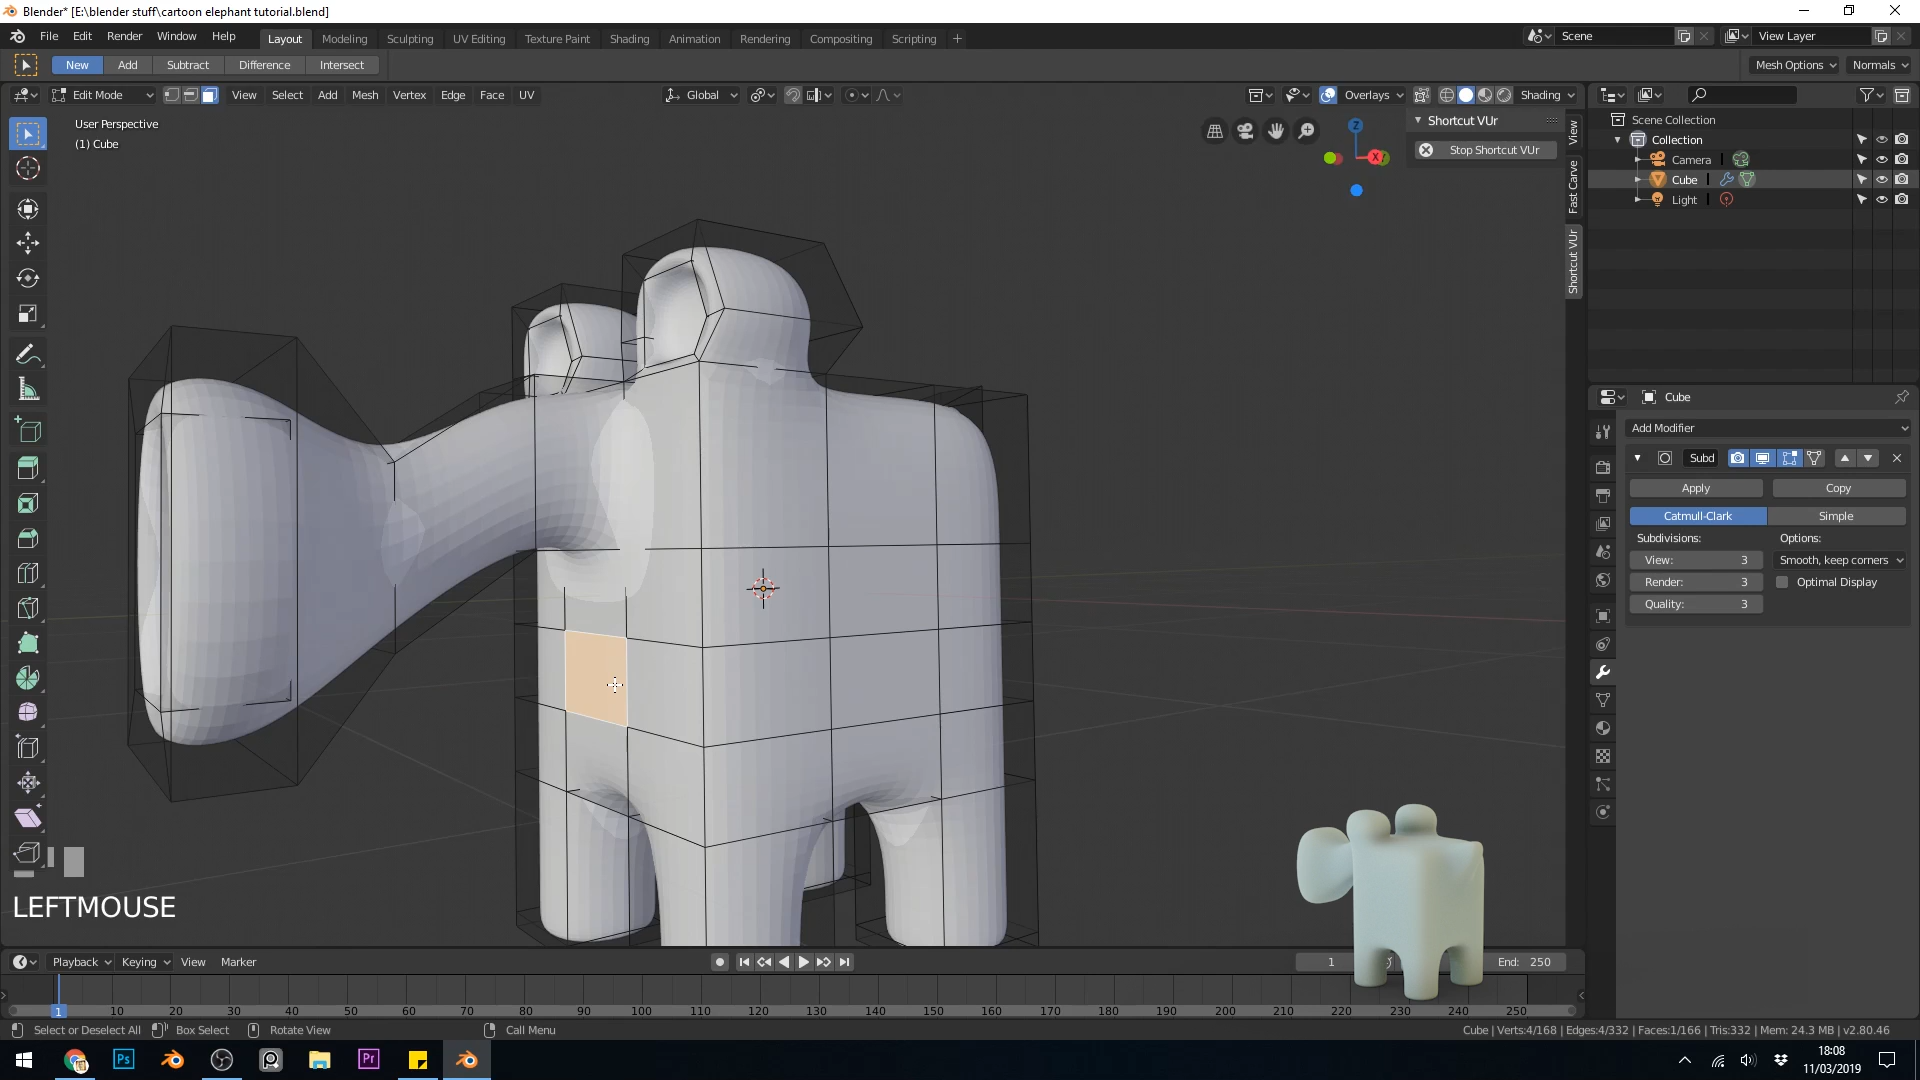 Blender* [E:\blender stuff\cartoon elephant tutorial.blend]
File Edit Render Window Help Layout Modeling Sculpting UV Editing Texture Paint Shading Animation Rendering Compositing Scripting + Scene View Layer
New Add Subtract Difference Intersect Mesh Options Normals
Edit Mode View Select Add Mesh Vertex Edge Face UV Global Overlays Shading
User Perspective
(1) Cube
Shortcut VUr
Stop Shortcut VUr
Z
X
View
Fast Carve
Shortcut VUr
Scene Collection
Collection
Camera
Cube
Light
Cube
Add Modifier
Subd
Apply Copy
Catmull-Clark Simple
Subdivisions: Options:
View: 3 Smooth, keep corners
Render: 3 Optimal Display
Quality: 3
LEFTMOUSE
Playback Keying View Marker 1 End: 250
1 10 20 30 40 50 60 70 80 90 100 110 120 130 140 150 160 170 180 190 200 210 220 230 240 250
Select or Deselect All Box Select Rotate View Call Menu Cube | Verts:4/168 | Edges:4/332 | Faces:1/166 | Tris:332 | Mem: 24.3 MB | v2.80.46
Ps Pr
18:08
11/03/2019